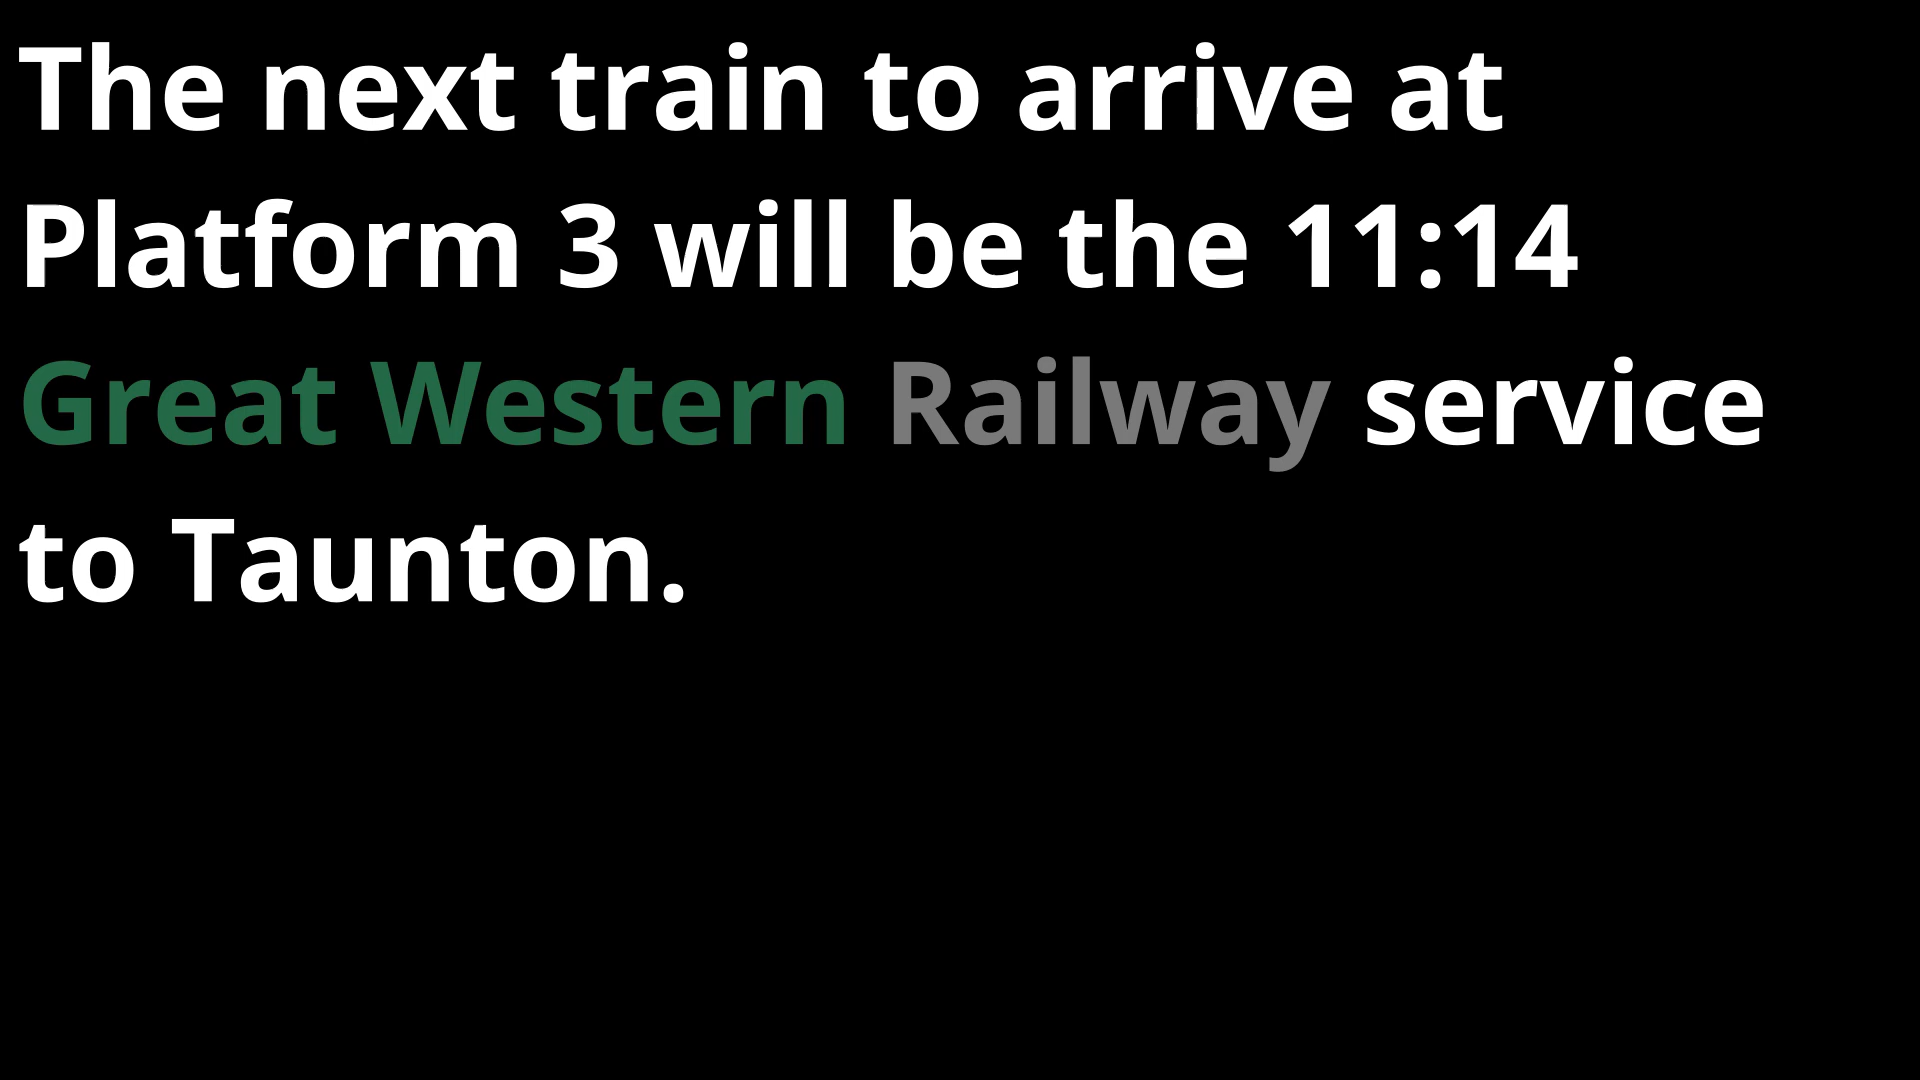 The next train to arrive at
Platform 3 will be the 11:14
Great Western Railway service
to Taunton.